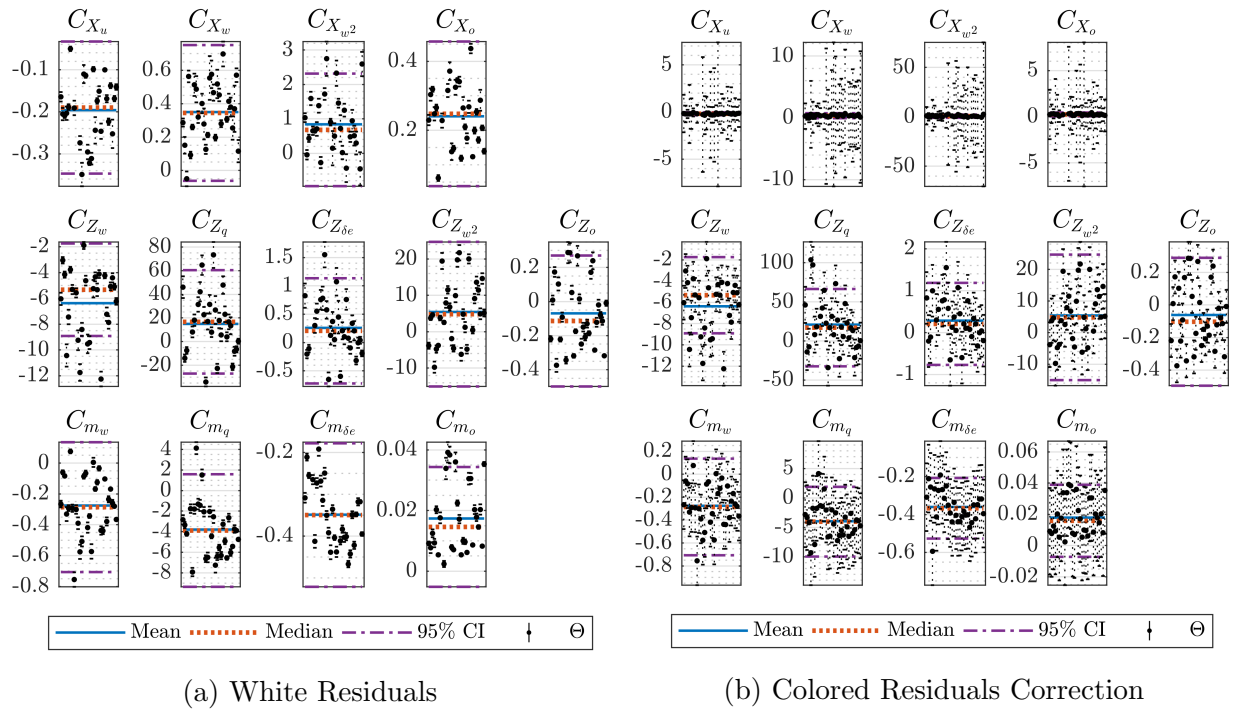 C_{X_u} C_{X_w} C_{X_{w2}} C_{X_o}
-0.1 -0.2 -0.3
0.6 0.4 0.2 0
3 2 1 0
0.4 0.2
C_{Z_w} C_{Z_q} C_{Z_{δe}} C_{Z_{w2}} C_{Z_o}
-2 -4 -6 -8 -10 -12
80 60 40 20 0 -20
1.5 1 0.5 0 -0.5
20 10 0 -10
0.2 0 -0.2 -0.4
C_{m_w} C_{m_q} C_{m_{δe}} C_{m_o}
0 -0.2 -0.4 -0.6 -0.8
4 2 0 -2 -4 -6 -8
-0.2 -0.4
0.04 0.02 0
Mean Median 95% CI Θ
(a) White Residuals
C_{X_u} C_{X_w} C_{X_{w2}} C_{X_o}
5 0 -5
10 0 -10
50 0 -50
5 0 -5
C_{Z_w} C_{Z_q} C_{Z_{δe}} C_{Z_{w2}} C_{Z_o}
-2 -4 -6 -8 -10 -12
100 50 0 -50
2 1 0 -1
20 10 0 -10
0.2 0 -0.2 -0.4
C_{m_w} C_{m_q} C_{m_{δe}} C_{m_o}
0.2 0 -0.2 -0.4 -0.6 -0.8
5 0 -5 -10
-0.2 -0.4 -0.6
0.06 0.04 0.02 0 -0.02
Mean Median 95% CI Θ
(b) Colored Residuals Correction